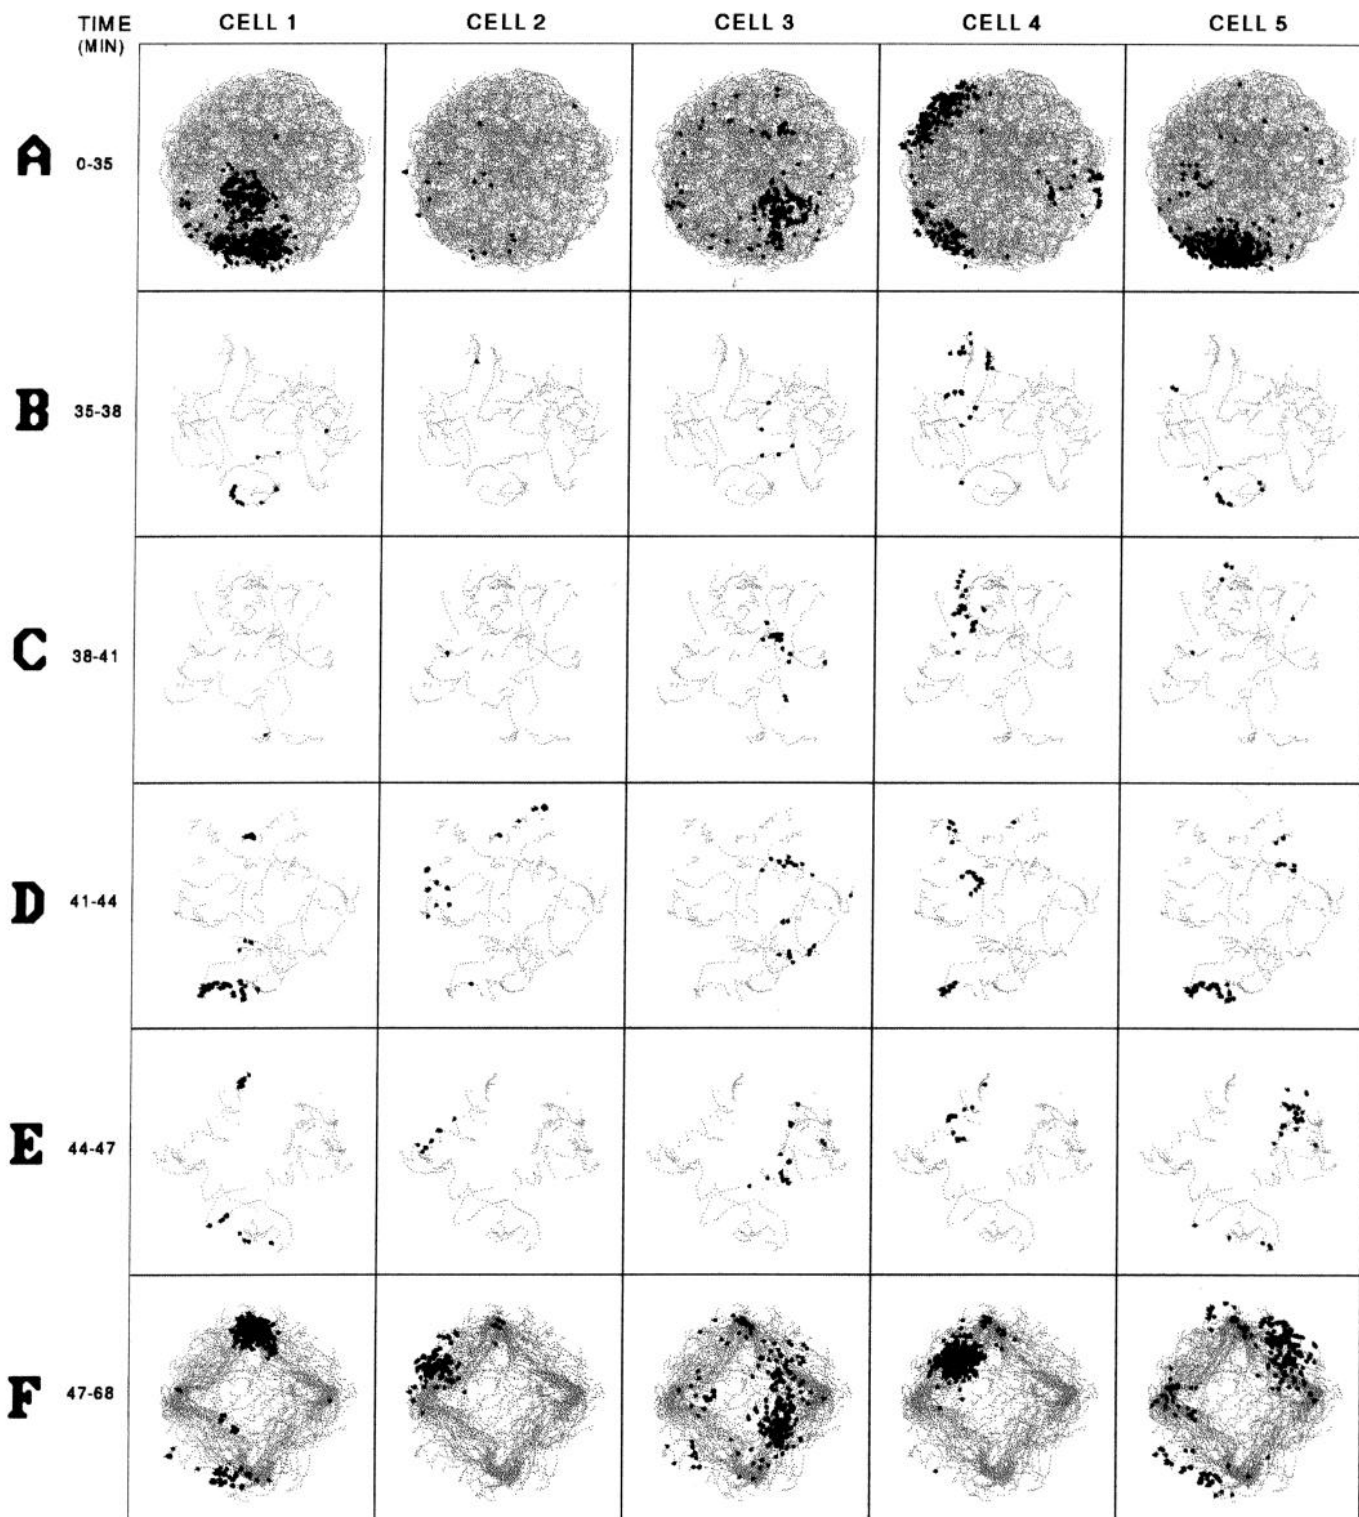 TIME CELL 1 CELL 2 CELL 3 CELL 4 CELL 5
(MIN)
A 0-35
B 35-38
C 38-41
D 41-44
E 44-47
F 47-68